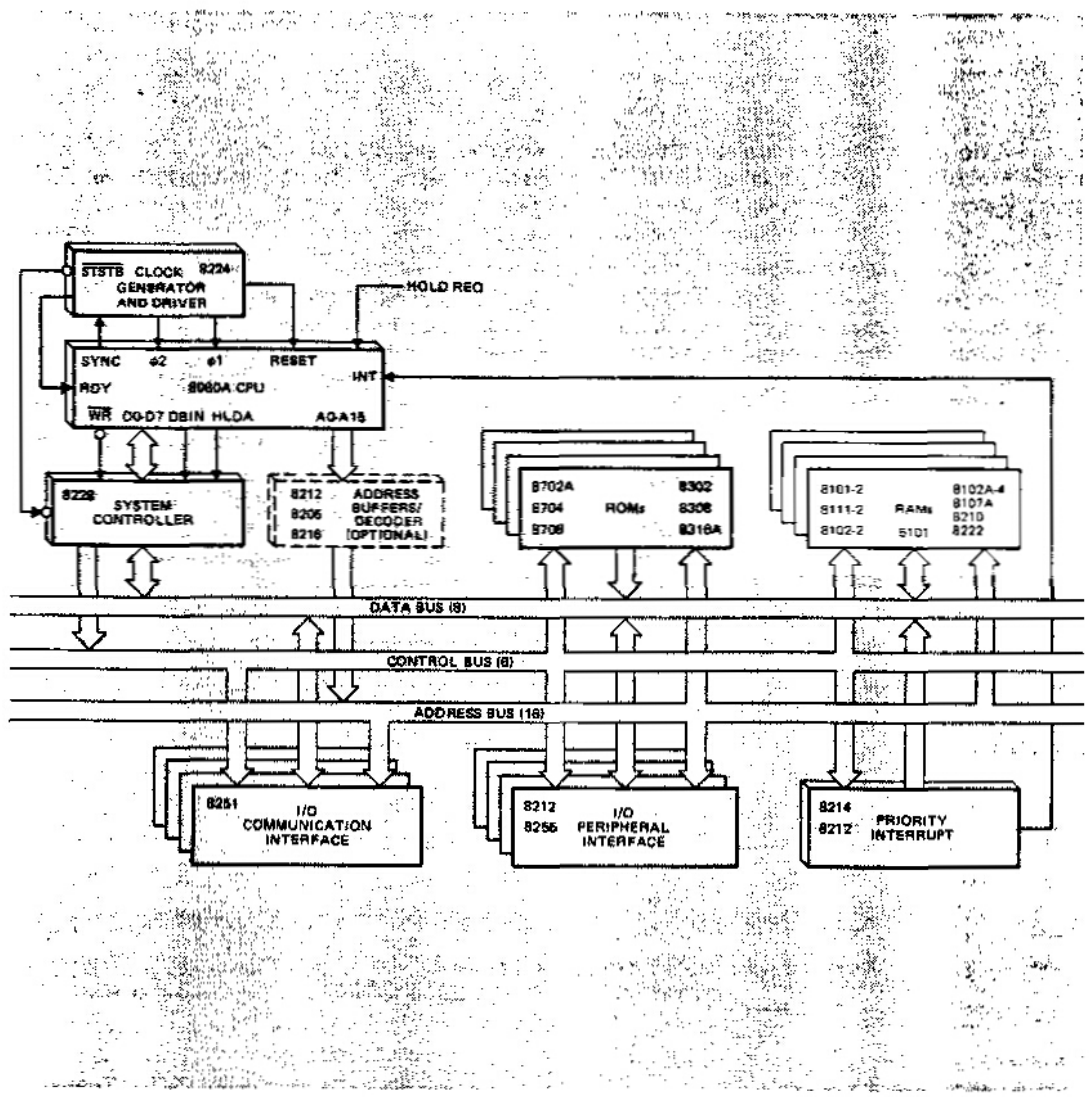 STSTB CLOCK 8224
GENERATOR
AND DRIVER
HOLD REQ
SYNC φ2 φ1 RESET
INT
RDY
8080A CPU
WR D0-D7 DBIN HLDA A0-A15
8228 SYSTEM
CONTROLLER
8212 ADDRESS
8205 BUFFERS/
DECODER
8216 (OPTIONAL)
8702A 8302
8704 ROMs 8308
8708 8316A
8101-2 8102A-4
8111-2 RAMs 8107A
8210
8102-2 5101 8222
DATA BUS (8)
CONTROL BUS (6)
ADDRESS BUS (16)
8251 I/O
COMMUNICATION
INTERFACE
8212 I/O
8255 PERIPHERAL
INTERFACE
8214 PRIORITY
8212 INTERRUPT